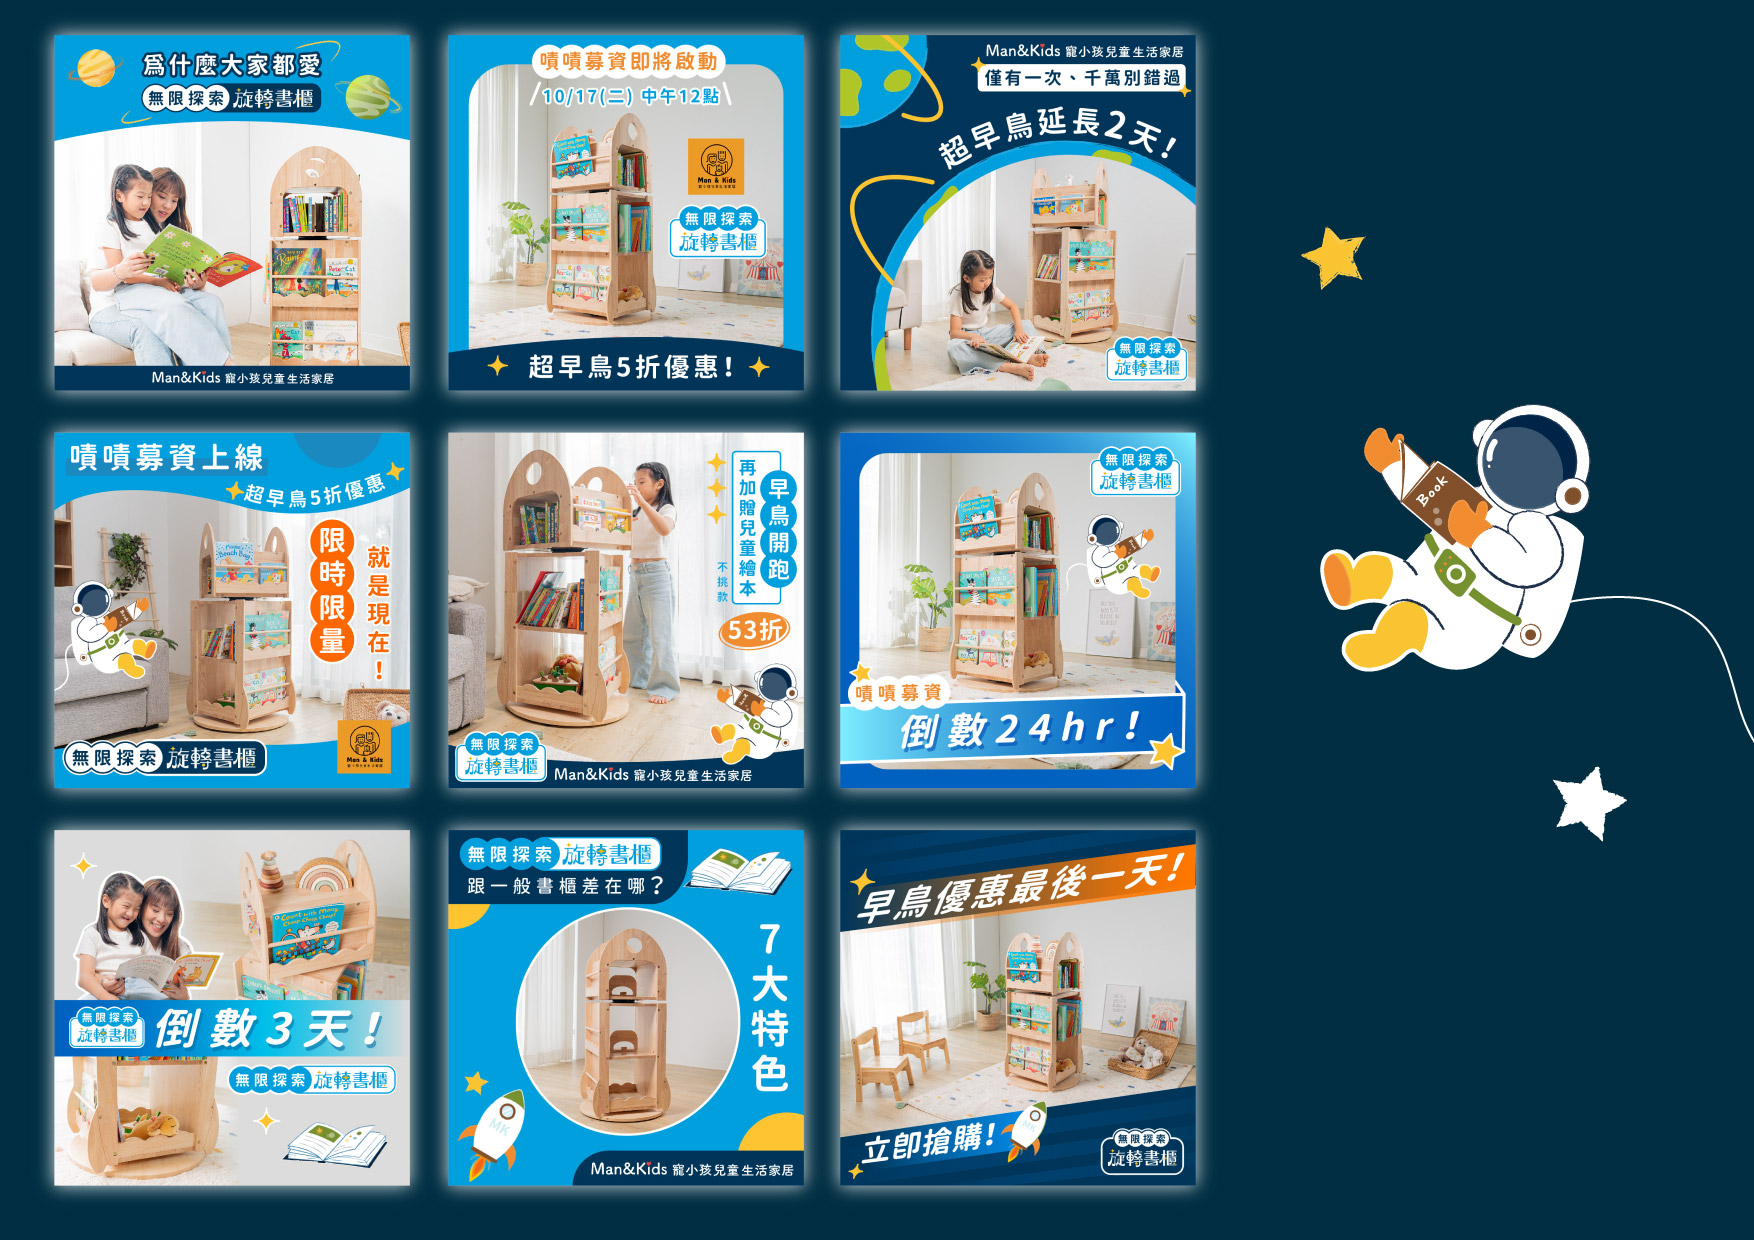 為什麼大家都愛
無限探索 旋轉書櫃
Man&Kids 寵小孩兒童生活家居
嘖嘖募資即將啟動
10/17(二) 中午12點
Man & Kids
無限探索
旋轉書櫃
超早鳥5折優惠!
Man&Kids 寵小孩兒童生活家居
僅有一次、千萬別錯過
超早鳥延長2天!
無限探索
旋轉書櫃
嘖嘖募資上線
超早鳥5折優惠
限時限量
就是現在!
無限探索 旋轉書櫃
Man & Kids
早鳥開跑
再加贈兒童繪本
不挑款
53折
無限探索
旋轉書櫃
Man&Kids 寵小孩兒童生活家居
無限探索
旋轉書櫃
嘖嘖募資
倒數24hr!
Book
無限探索
旋轉書櫃
倒數3天!
無限探索 旋轉書櫃
無限探索 旋轉書櫃
跟一般書櫃差在哪?
7大特色
MK
Man&Kids 寵小孩兒童生活家居
早鳥優惠最後一天!
立即搶購!
MK
無限探索
旋轉書櫃